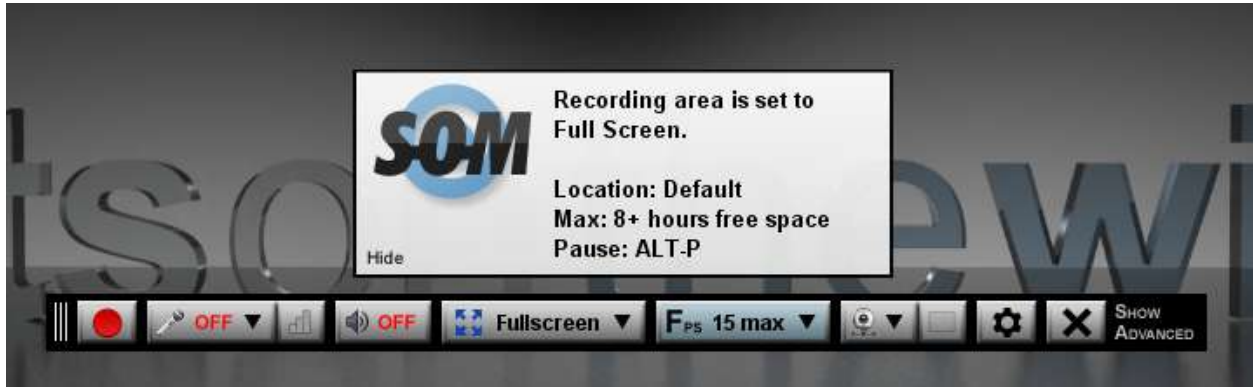 SOM
Recording area is set to
Full Screen.
Location: Default
Max: 8+ hours free space
Pause: ALT-P
Hide
OFF
OFF
Fullscreen
FPS 15 max
SHOW
ADVANCED